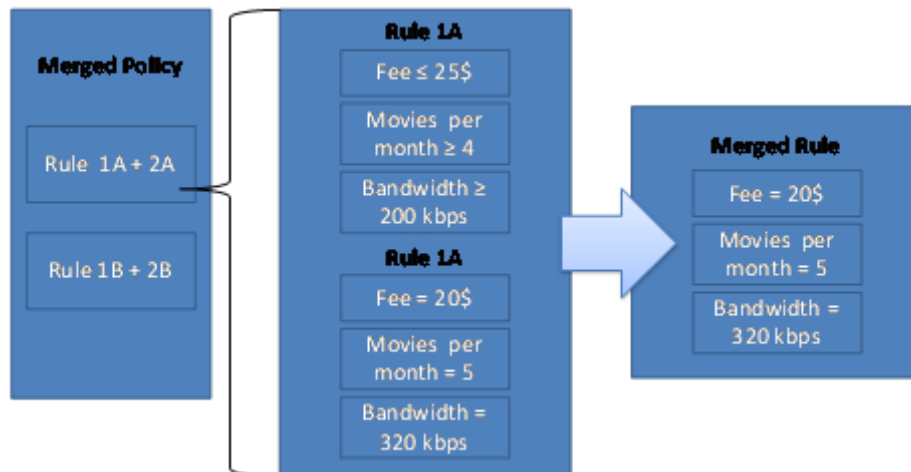 Merged Policy
Rule 1A + 2A
Rule 1B + 2B
Rule 1A
Fee ≤ 25$
Movies per
month ≥ 4
Bandwidth ≥
200 kbps
Rule 1A
Fee = 20$
Movies per
month = 5
Bandwidth =
320 kbps
Merged Rule
Fee = 20$
Movies per
month = 5
Bandwidth =
320 kbps